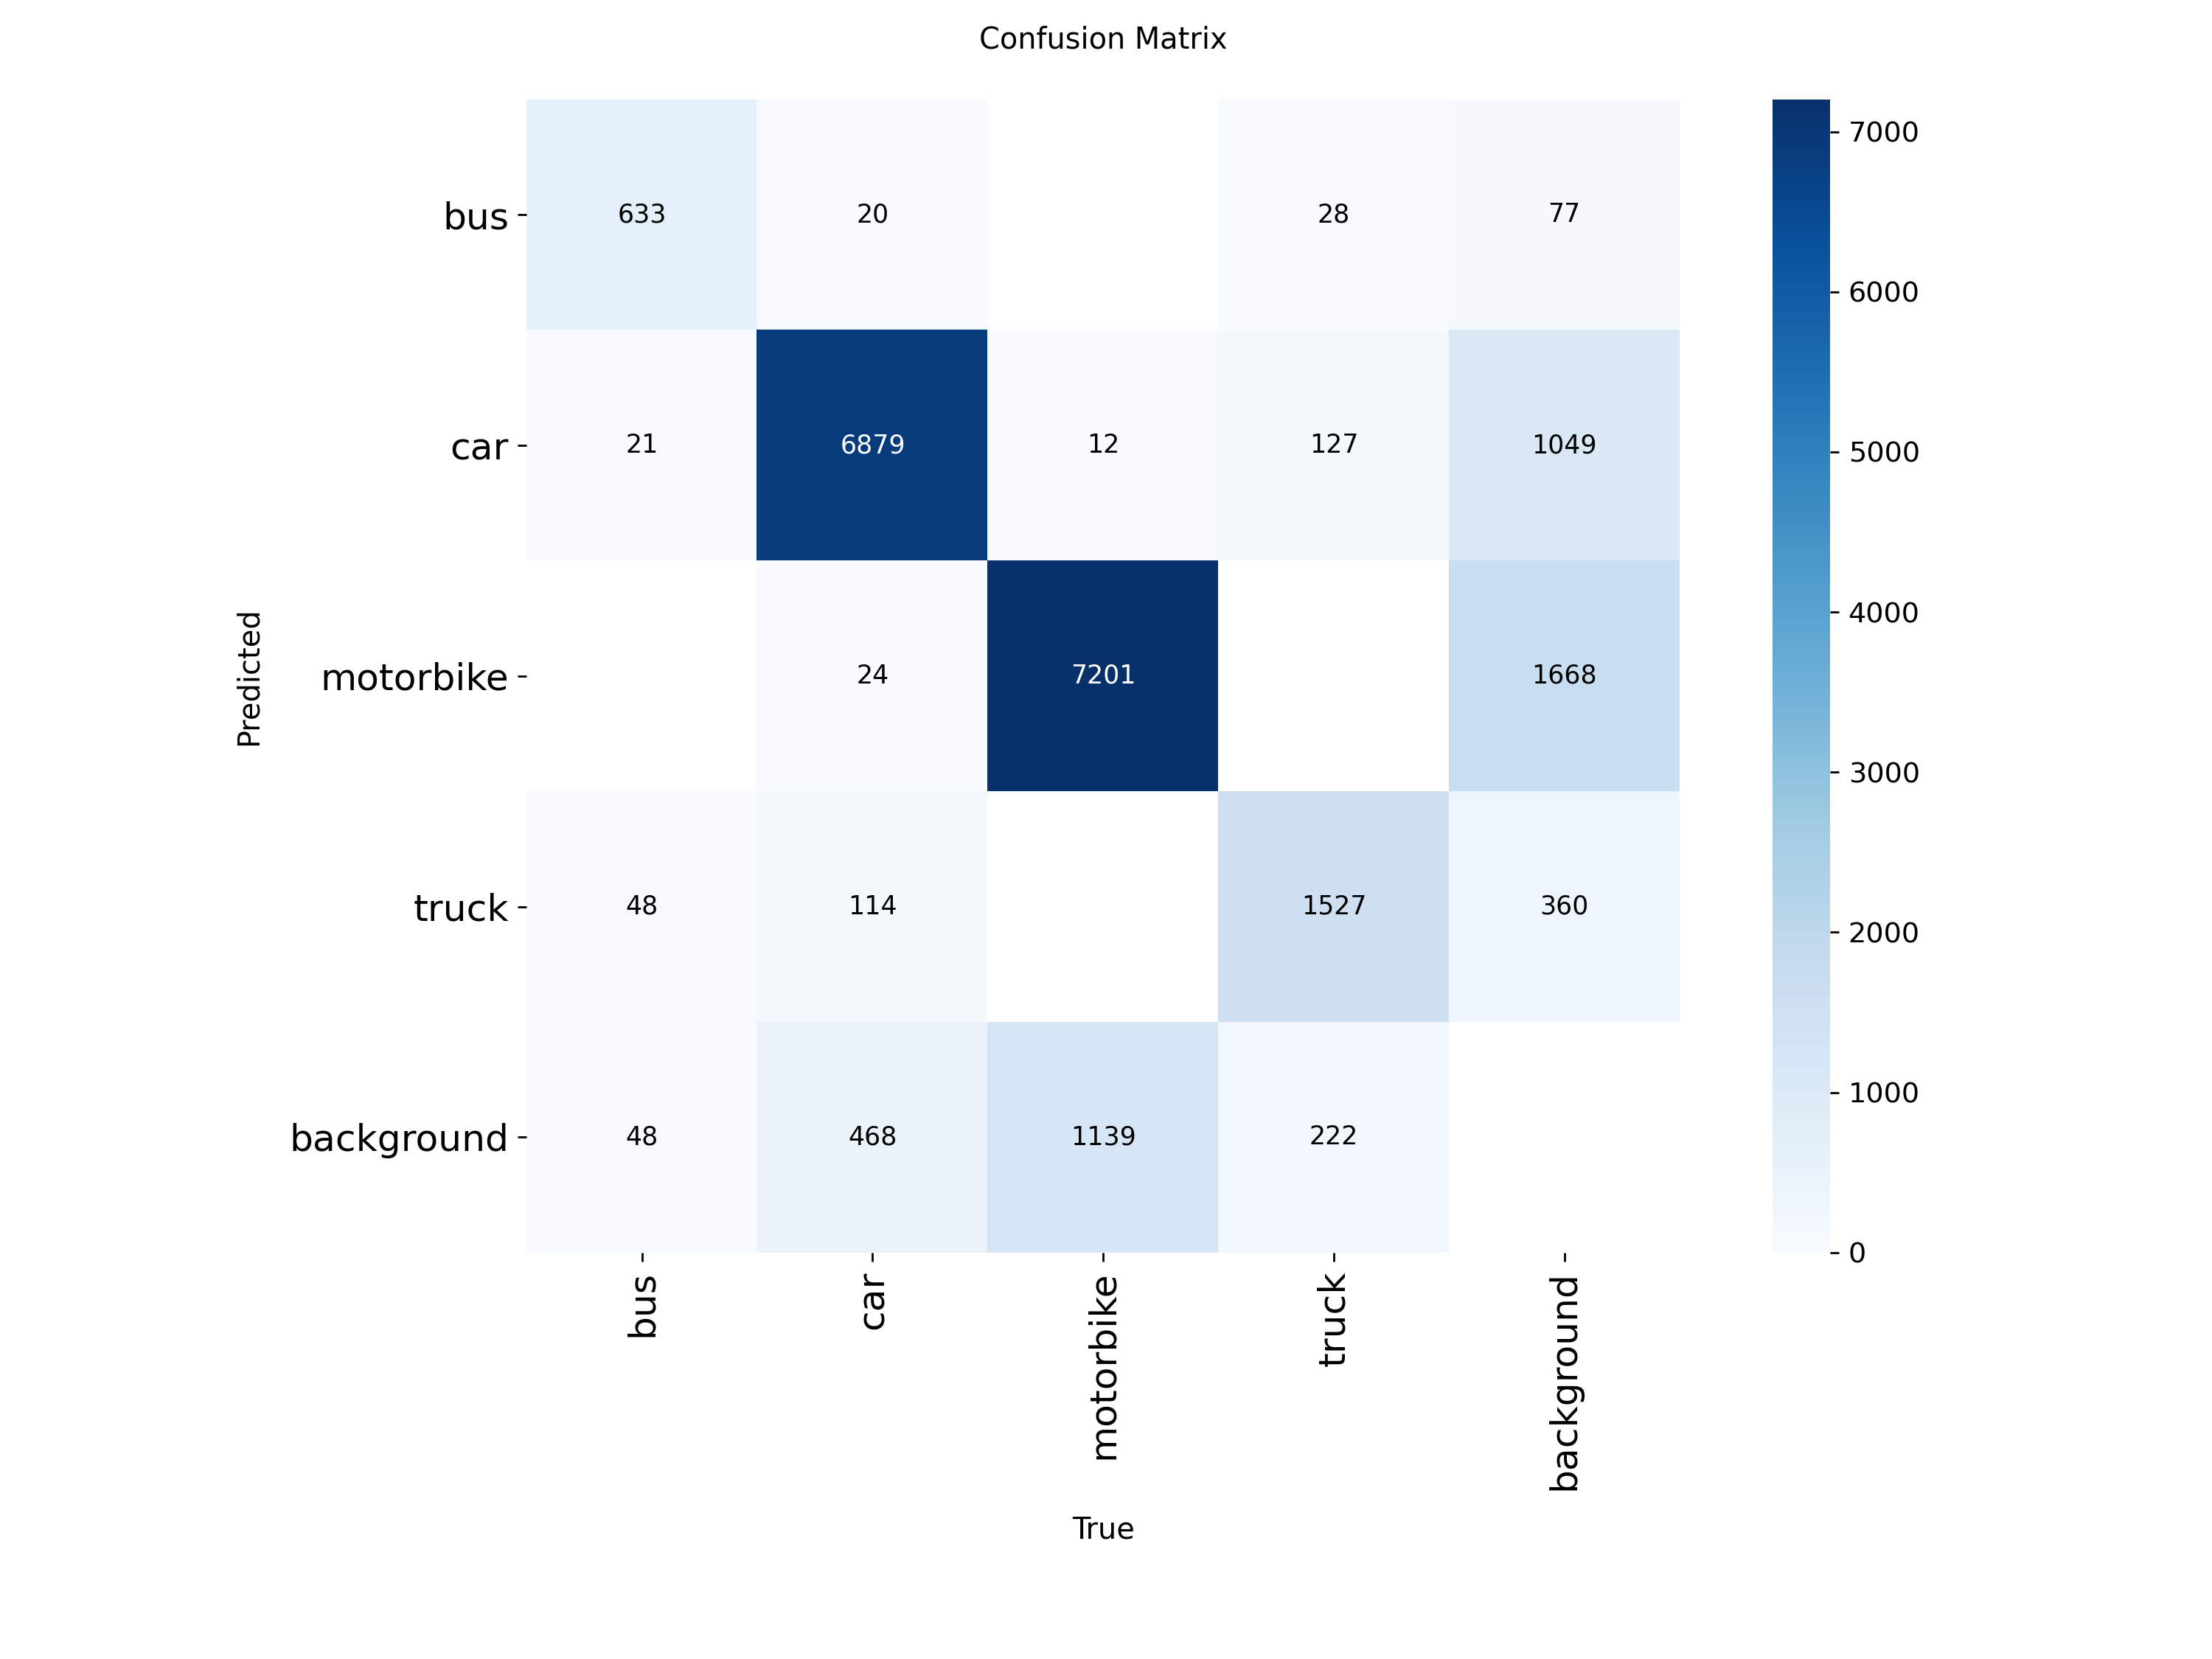 Confusion Matrix
Predicted
bus
633
20
28
77
car
21
6879
12
127
1049
motorbike
24
7201
1668
truck
48
114
1527
360
background
48
468
1139
222
bus
car
motorbike
truck
background
True
7000
6000
5000
4000
3000
2000
1000
0